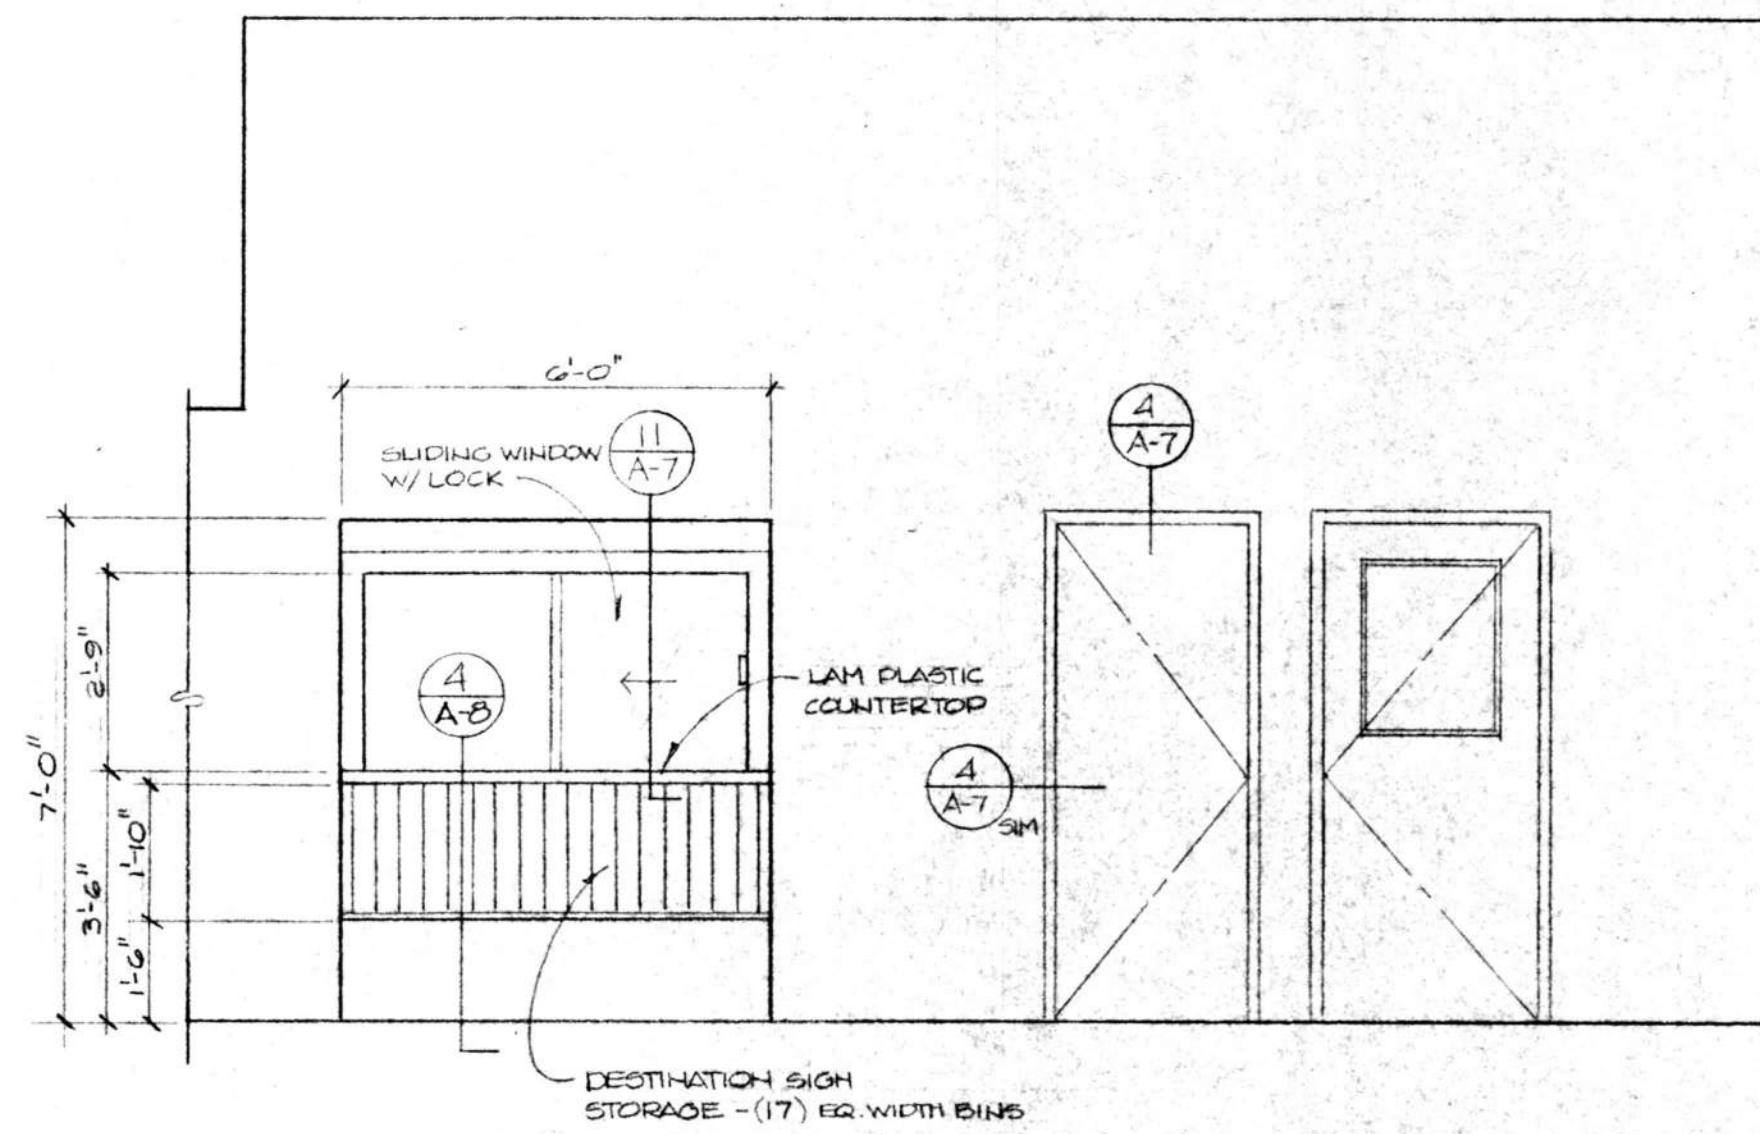 6'-0"
SLIDING WINDOW
W/ LOCK
11
A-7
4
A-7
2'-9"
4
A-8
LAM PLASTIC
COUNTERTOP
7'-0"
4
A-7
SIM
3'-6"
1'-10"
1'-6"
DESTINATION SIGN
STORAGE - (17) EQ. WIDTH BINS